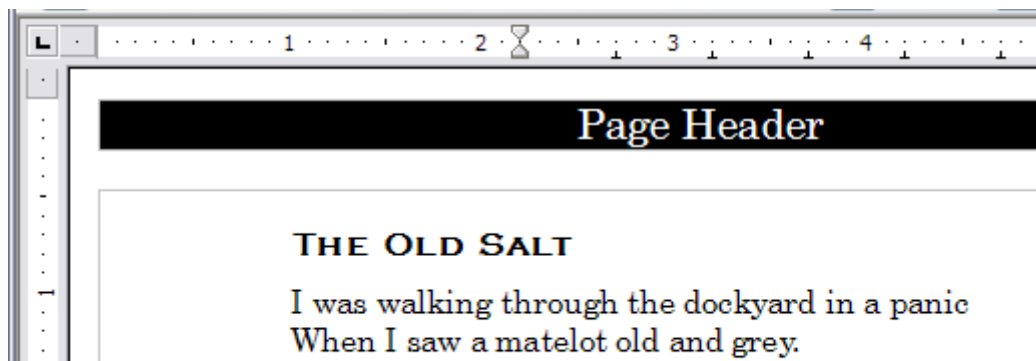 1 2 3 4
Page Header
THE OLD SALT
I was walking through the dockyard in a panic
When I saw a matelot old and grey.
1